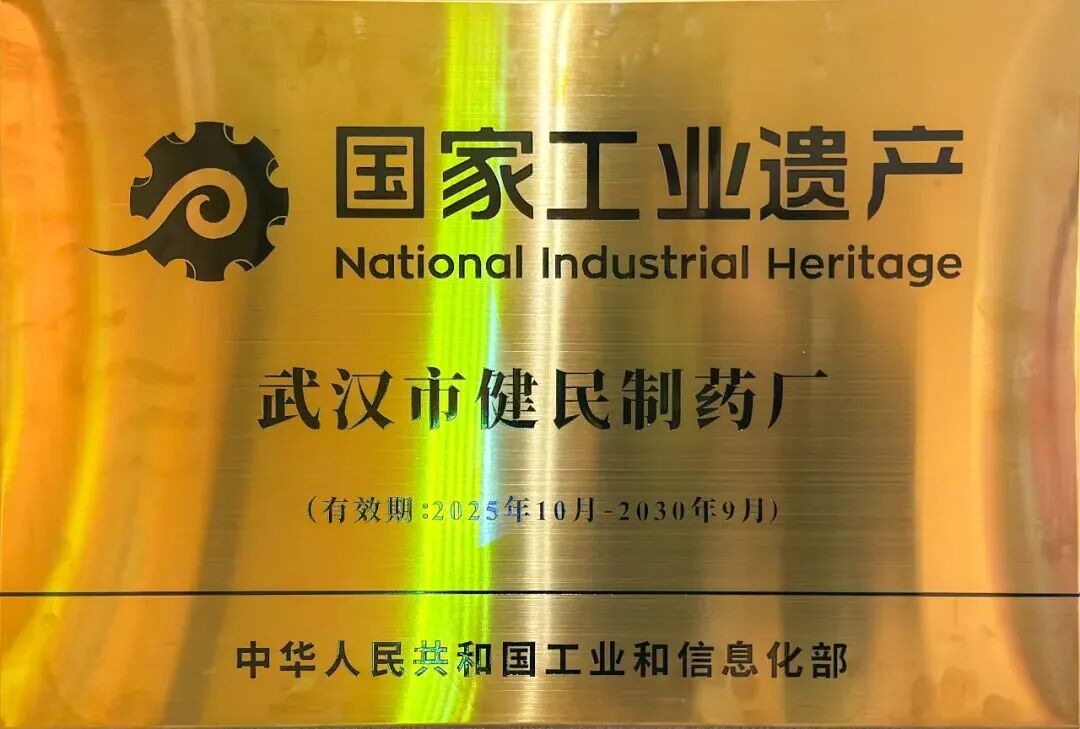 国家工业遗产
National Industrial Heritage
武汉市健民制药厂
(有效期:2025年10月-2030年9月)
中华人民共和国工业和信息化部